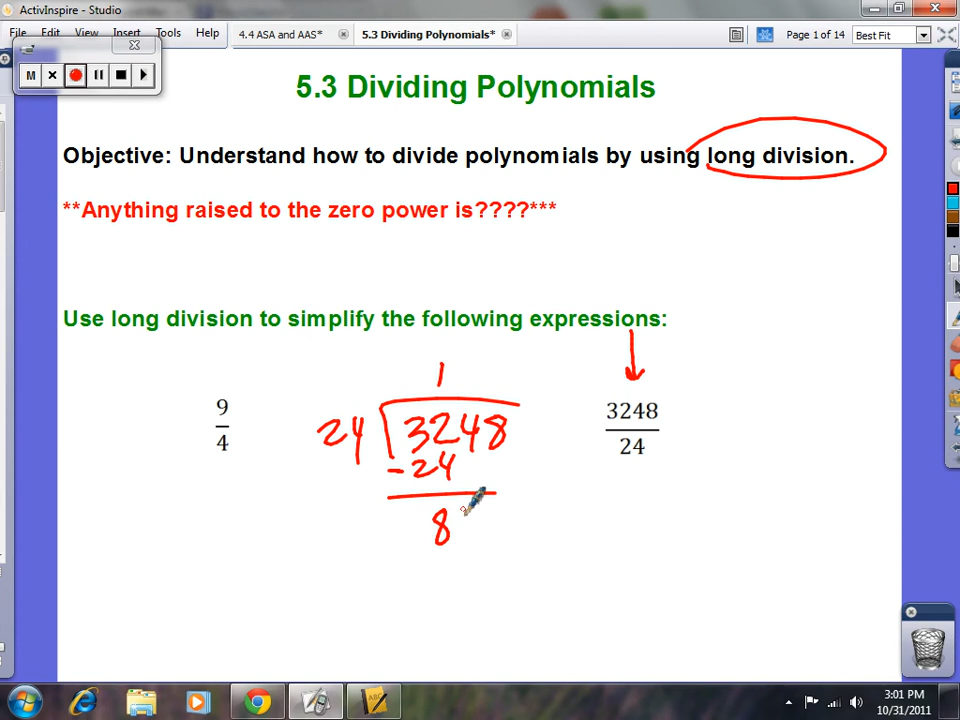 ActivInspire - Studio
File Edit View Insert Tools Help
4.4 ASA and AAS*
5.3 Dividing Polynomials*
Page 1 of 14
Best Fit
M
5.3 Dividing Polynomials
Objective: Understand how to divide polynomials by using long division.
**Anything raised to the zero power is????***
Use long division to simplify the following expressions:
1
9
4
24 3248
-24
8
3248
24
3:01 PM
10/31/2011